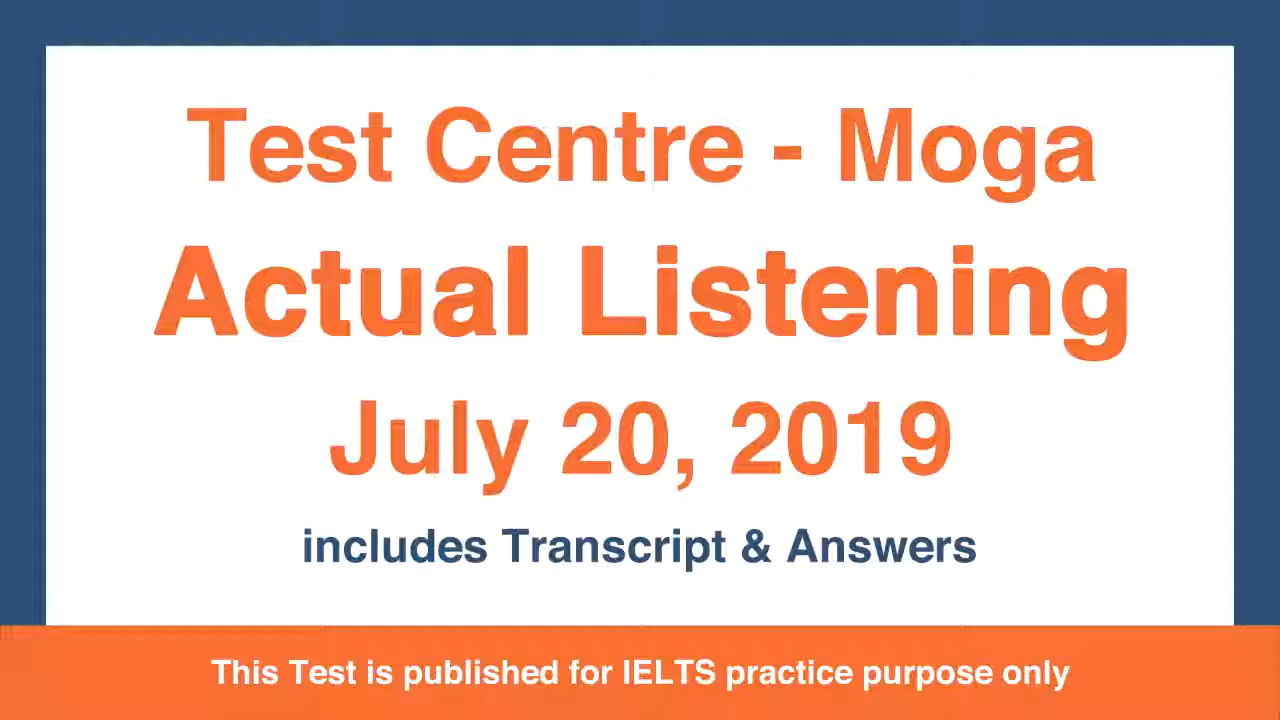 Test Centre - Moga
Actual Listening
July 20, 2019
includes Transcript & Answers
This Test is published for IELTS practice purpose only